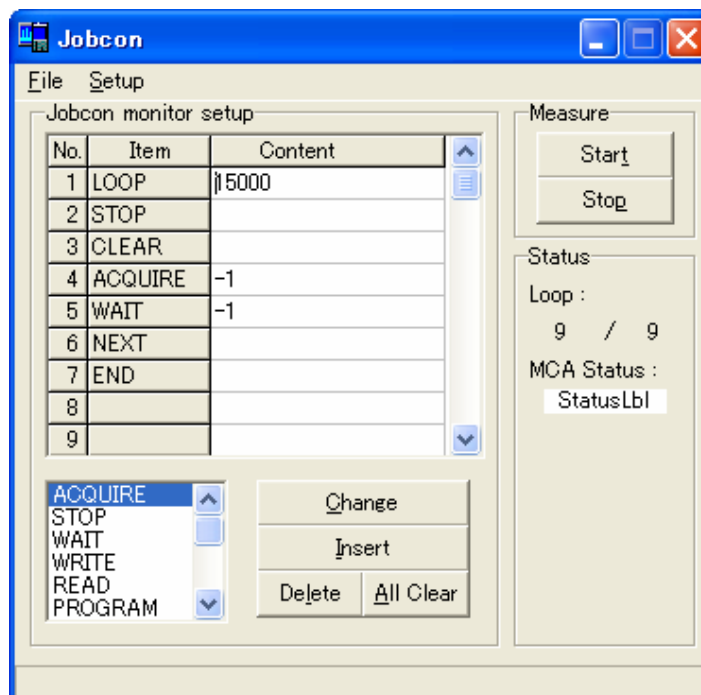 Jobcon
File Setup
Jobcon monitor setup
No. Item Content
1 LOOP 15000
2 STOP
3 CLEAR
4 ACQUIRE -1
5 WAIT -1
6 NEXT
7 END
8
9
ACQUIRE
STOP
WAIT
WRITE
READ
PROGRAM
Change
Insert
Delete All Clear
Measure
Start
Stop
Status
Loop :
9 / 9
MCA Status :
StatusLbl